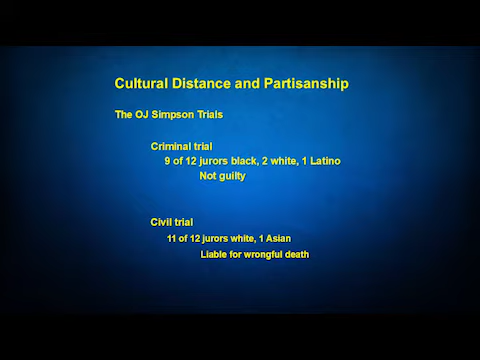 Cultural Distance and Partisanship
The OJ Simpson Trials
Criminal trial
9 of 12 jurors black, 2 white, 1 Latino
Not guilty
Civil trial
11 of 12 jurors white, 1 Asian
Liable for wrongful death